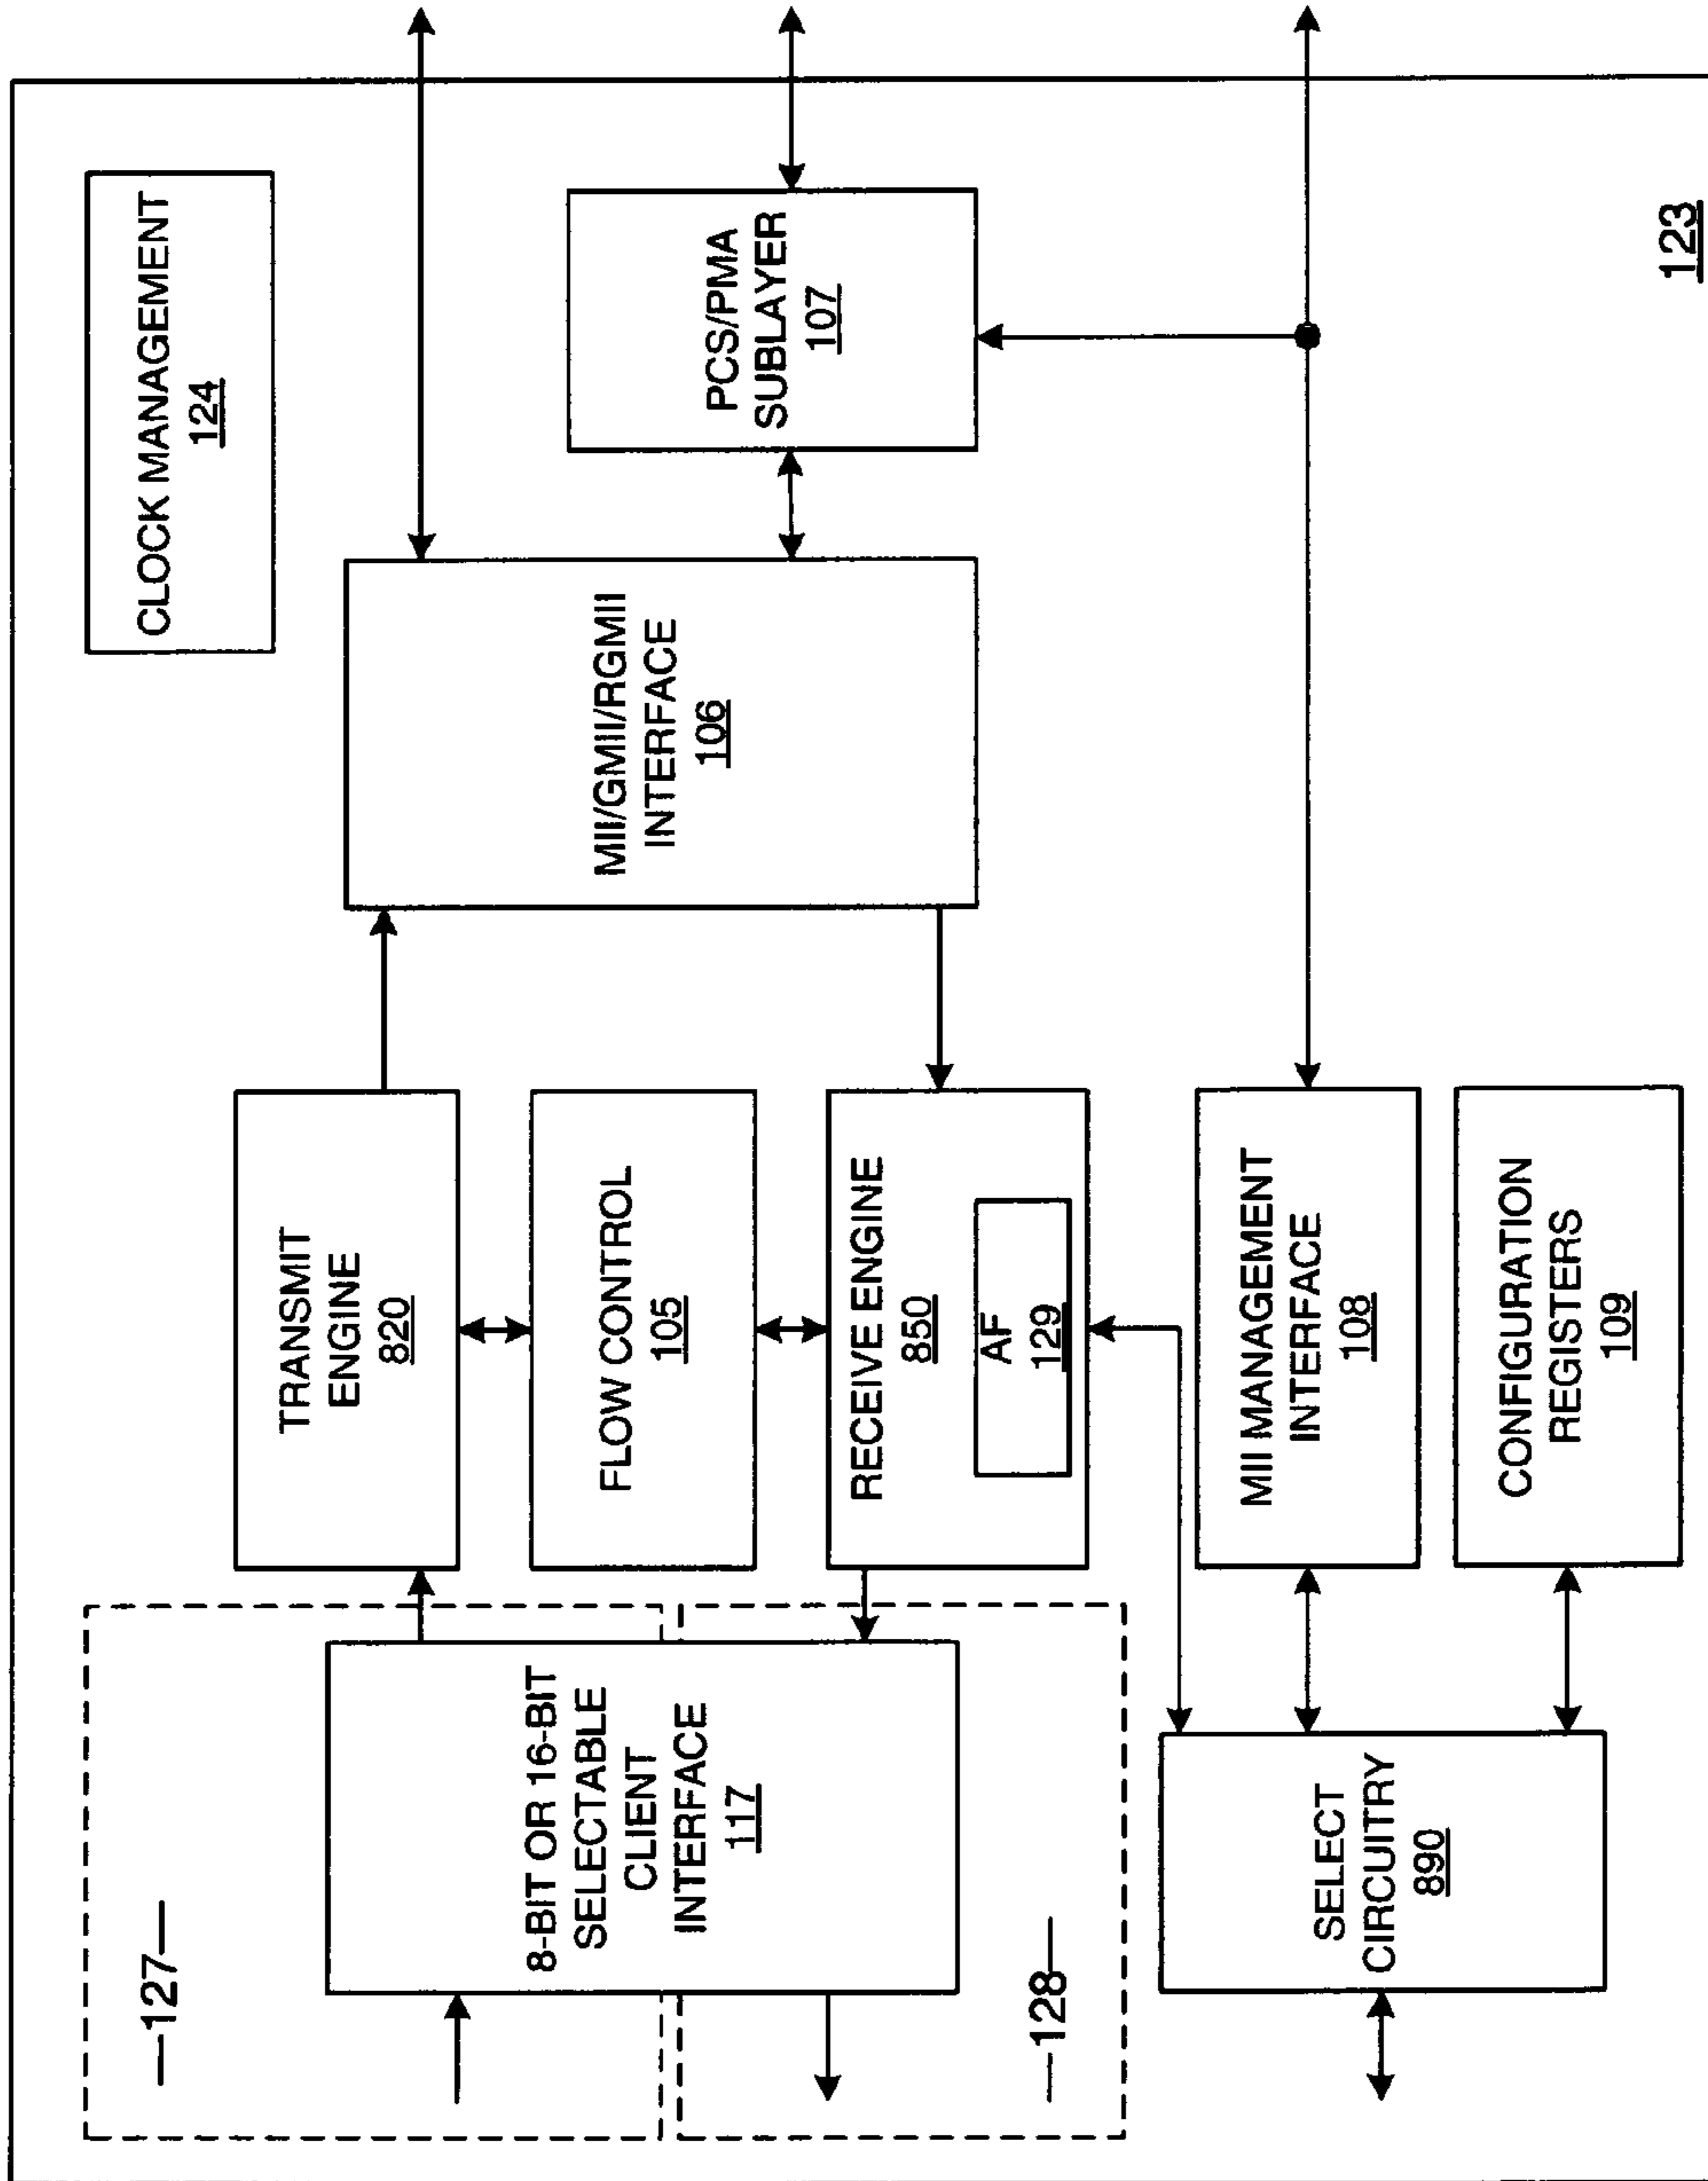 CLOCK MANAGEMENT
124
—127—
8-BIT OR 16-BIT
SELECTABLE
CLIENT
INTERFACE
117
—128—
TRANSMIT
ENGINE
820
FLOW CONTROL
105
RECEIVE ENGINE
850
AF
129
MII/GMII/RGMII
INTERFACE
106
PCS/PMA
SUBLAYER
107
SELECT
CIRCUITRY
890
MII MANAGEMENT
INTERFACE
108
CONFIGURATION
REGISTERS
109
123